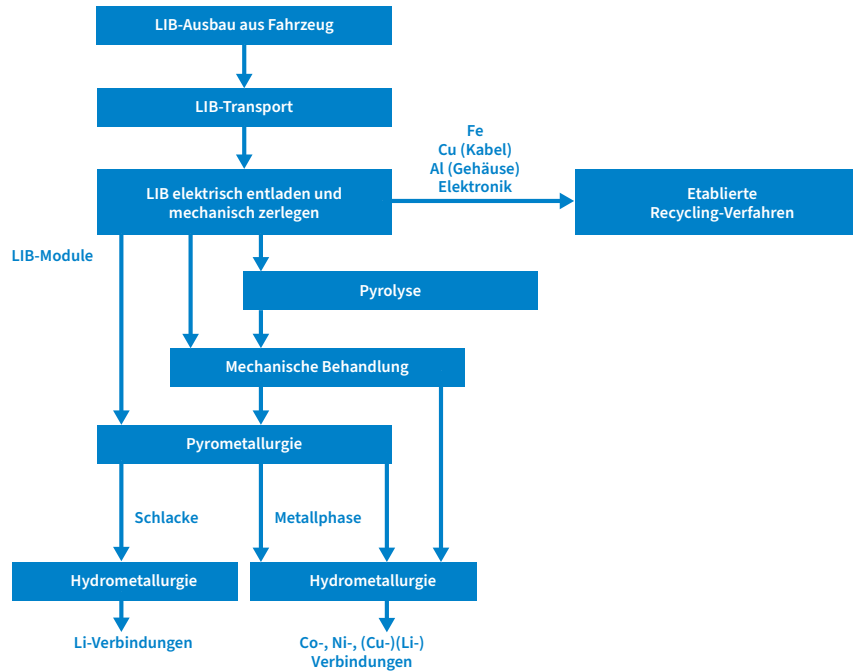 LIB-Ausbau aus Fahrzeug
LIB-Transport
Fe
Cu (Kabel)
Al (Gehäuse)
Elektronik
LIB elektrisch entladen und
mechanisch zerlegen
Etablierte
Recycling-Verfahren
LIB-Module
Pyrolyse
Mechanische Behandlung
Pyrometallurgie
Schlacke
Metallphase
Hydrometallurgie
Hydrometallurgie
Li-Verbindungen
Co-, Ni-, (Cu-)(Li-)
Verbindungen